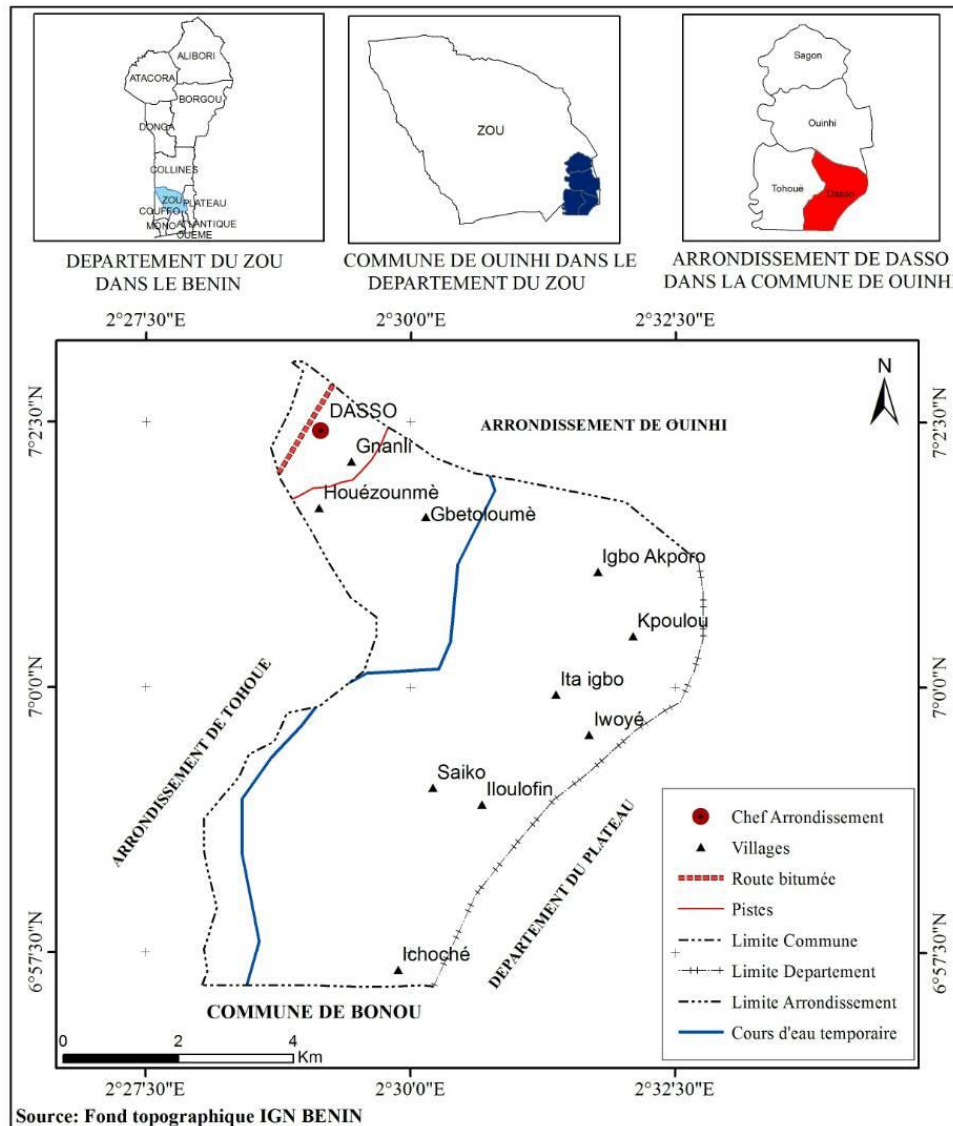 ALIBORI
ATACORA
BORGOU
DONGA
COLLINES
ZOU
PLATEAU
COUFFO
MONO
ATLANTIQUE
OUEME
DEPARTEMENT DU ZOU
DANS LE BENIN
ZOU
COMMUNE DE OUINHI DANS LE
DEPARTEMENT DU ZOU
Sagon
Ouinhi
Tohoué
Dasso
ARRONDISSEMENT DE DASSO
DANS LA COMMUNE DE OUINHI
2°27'30"E
2°30'0"E
2°32'30"E
7°2'30"N
7°2'30"N
N
DASSO
ARRONDISSEMENT DE OUINHI
Gnanli
Houézounmè
Gbetoloumè
Igbo Akporo
Kpoulou
7°0'0"N
7°0'0"N
Ita igbo
Iwoyé
ARRONDISSEMENT DE TOHOUE
Saiko
Iloulofin
DEPARTEMENT DU PLATEAU
Ichoché
6°57'30"N
6°57'30"N
COMMUNE DE BONOU
Chef Arrondissement
Villages
Route bitumée
Pistes
Limite Commune
Limite Departement
Limite Arrondissement
Cours d'eau temporaire
0
2
4
Km
2°27'30"E
2°30'0"E
2°32'30"E
Source: Fond topographique IGN BENIN